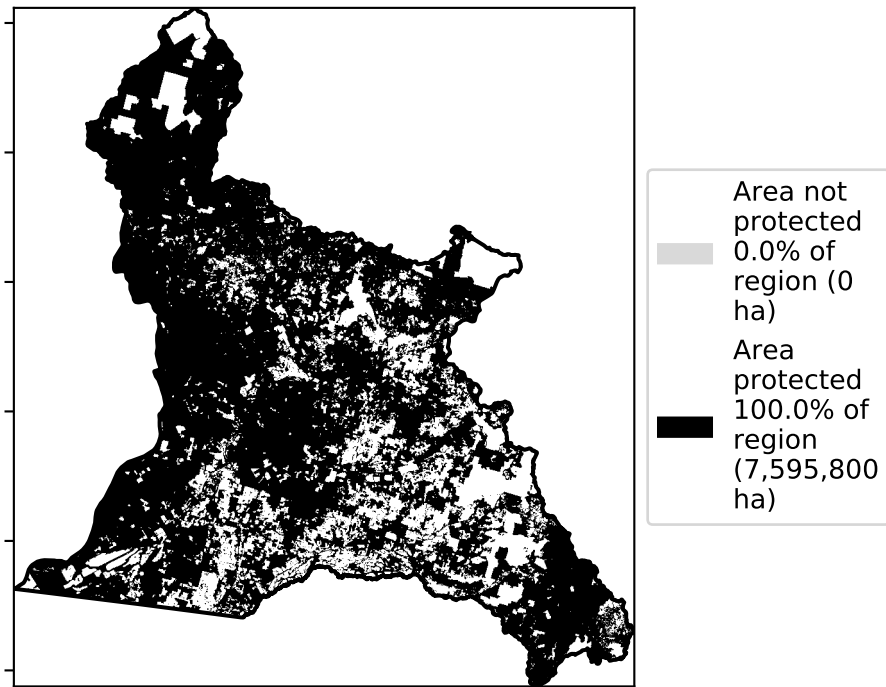 Area not
protected
0.0% of
region (0
ha)
Area
protected
100.0% of
region
(7,595,800
ha)